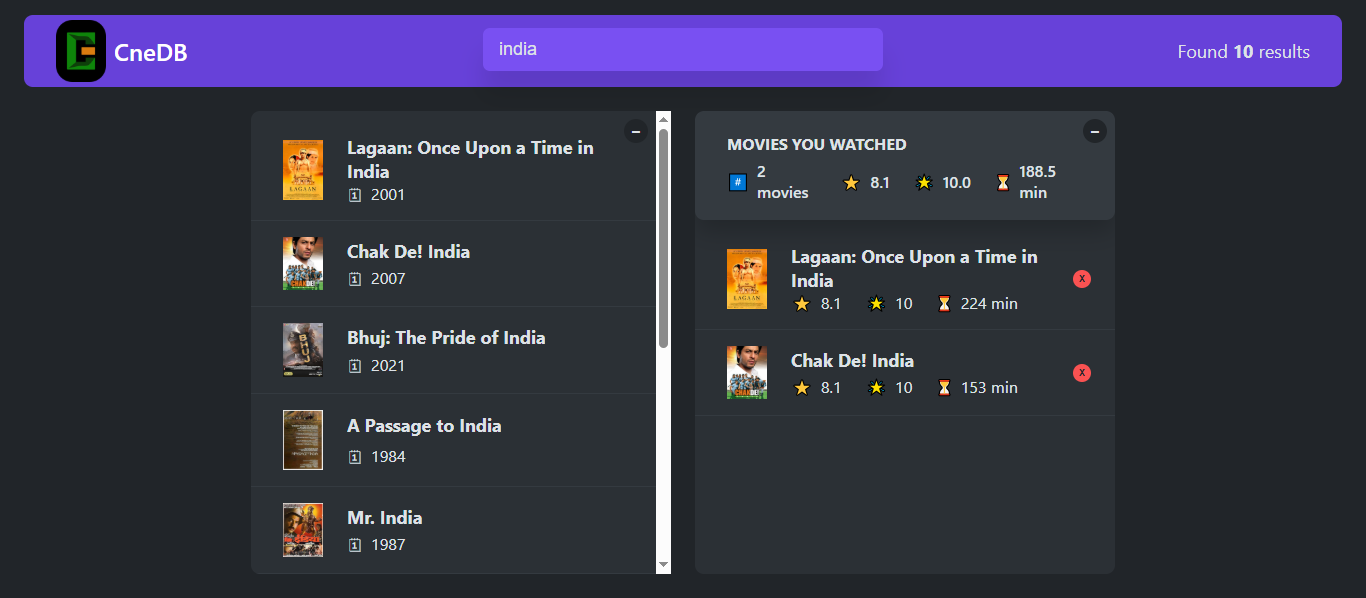 CneDB
india
Found 10 results
Lagaan: Once Upon a Time in
India
2001
Chak De! India
2007
Bhuj: The Pride of India
2021
A Passage to India
1984
Mr. India
1987
MOVIES YOU WATCHED
# 2
movies
8.1
10.0
188.5
min
Lagaan: Once Upon a Time in
India
8.1 10 224 min
X
Chak De! India
8.1 10 153 min
X